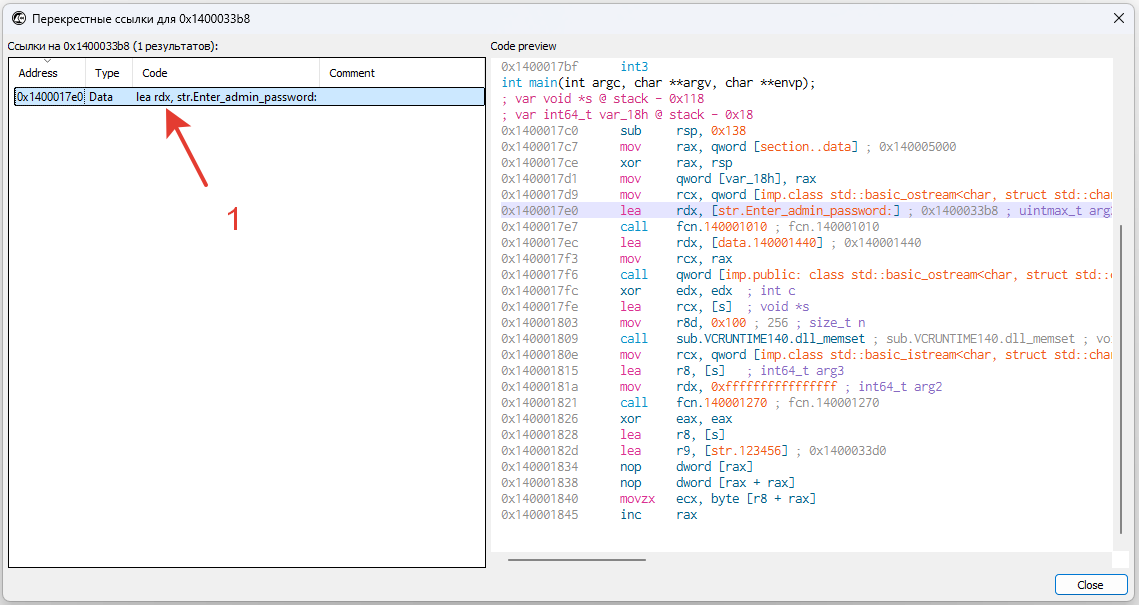 Перекрестные ссылки для 0x1400033b8
Ссылки на 0x1400033b8 (1 результатов):
Address Type Code Comment
0x1400017e0 Data lea rdx, str.Enter_admin_password:
1
Code preview
0x1400017bf int3
int main(int argc, char **argv, char **envp);
; var void *s @ stack - 0x118
; var int64_t var_18h @ stack - 0x18
0x1400017c0 sub rsp, 0x138
0x1400017c7 mov rax, qword [section..data] ; 0x140005000
0x1400017ce xor rax, rsp
0x1400017d1 mov qword [var_18h], rax
0x1400017d9 mov rcx, qword [imp.class std::basic_ostream<char, struct std::char
0x1400017e0 lea rdx, [str.Enter_admin_password:] ; 0x1400033b8 ; uintmax_t arg2
0x1400017e7 call fcn.140001010 ; fcn.140001010
0x1400017ec lea rdx, [data.140001440] ; 0x140001440
0x1400017f3 mov rcx, rax
0x1400017f6 call qword [imp.public: class std::basic_ostream<char, struct std::c
0x1400017fc xor edx, edx ; int c
0x1400017fe lea rcx, [s] ; void *s
0x140001803 mov r8d, 0x100 ; 256 ; size_t n
0x140001809 call sub.VCRUNTIME140.dll_memset ; sub.VCRUNTIME140.dll_memset ; vo
0x14000180e mov rcx, qword [imp.class std::basic_istream<char, struct std::char
0x140001815 lea r8, [s] ; int64_t arg3
0x14000181a mov rdx, 0xffffffffffffffff ; int64_t arg2
0x140001821 call fcn.140001270 ; fcn.140001270
0x140001826 xor eax, eax
0x140001828 lea r8, [s]
0x14000182d lea r9, [str.123456] ; 0x1400033d0
0x140001834 nop dword [rax]
0x140001838 nop dword [rax + rax]
0x140001840 movzx ecx, byte [r8 + rax]
0x140001845 inc rax
Close